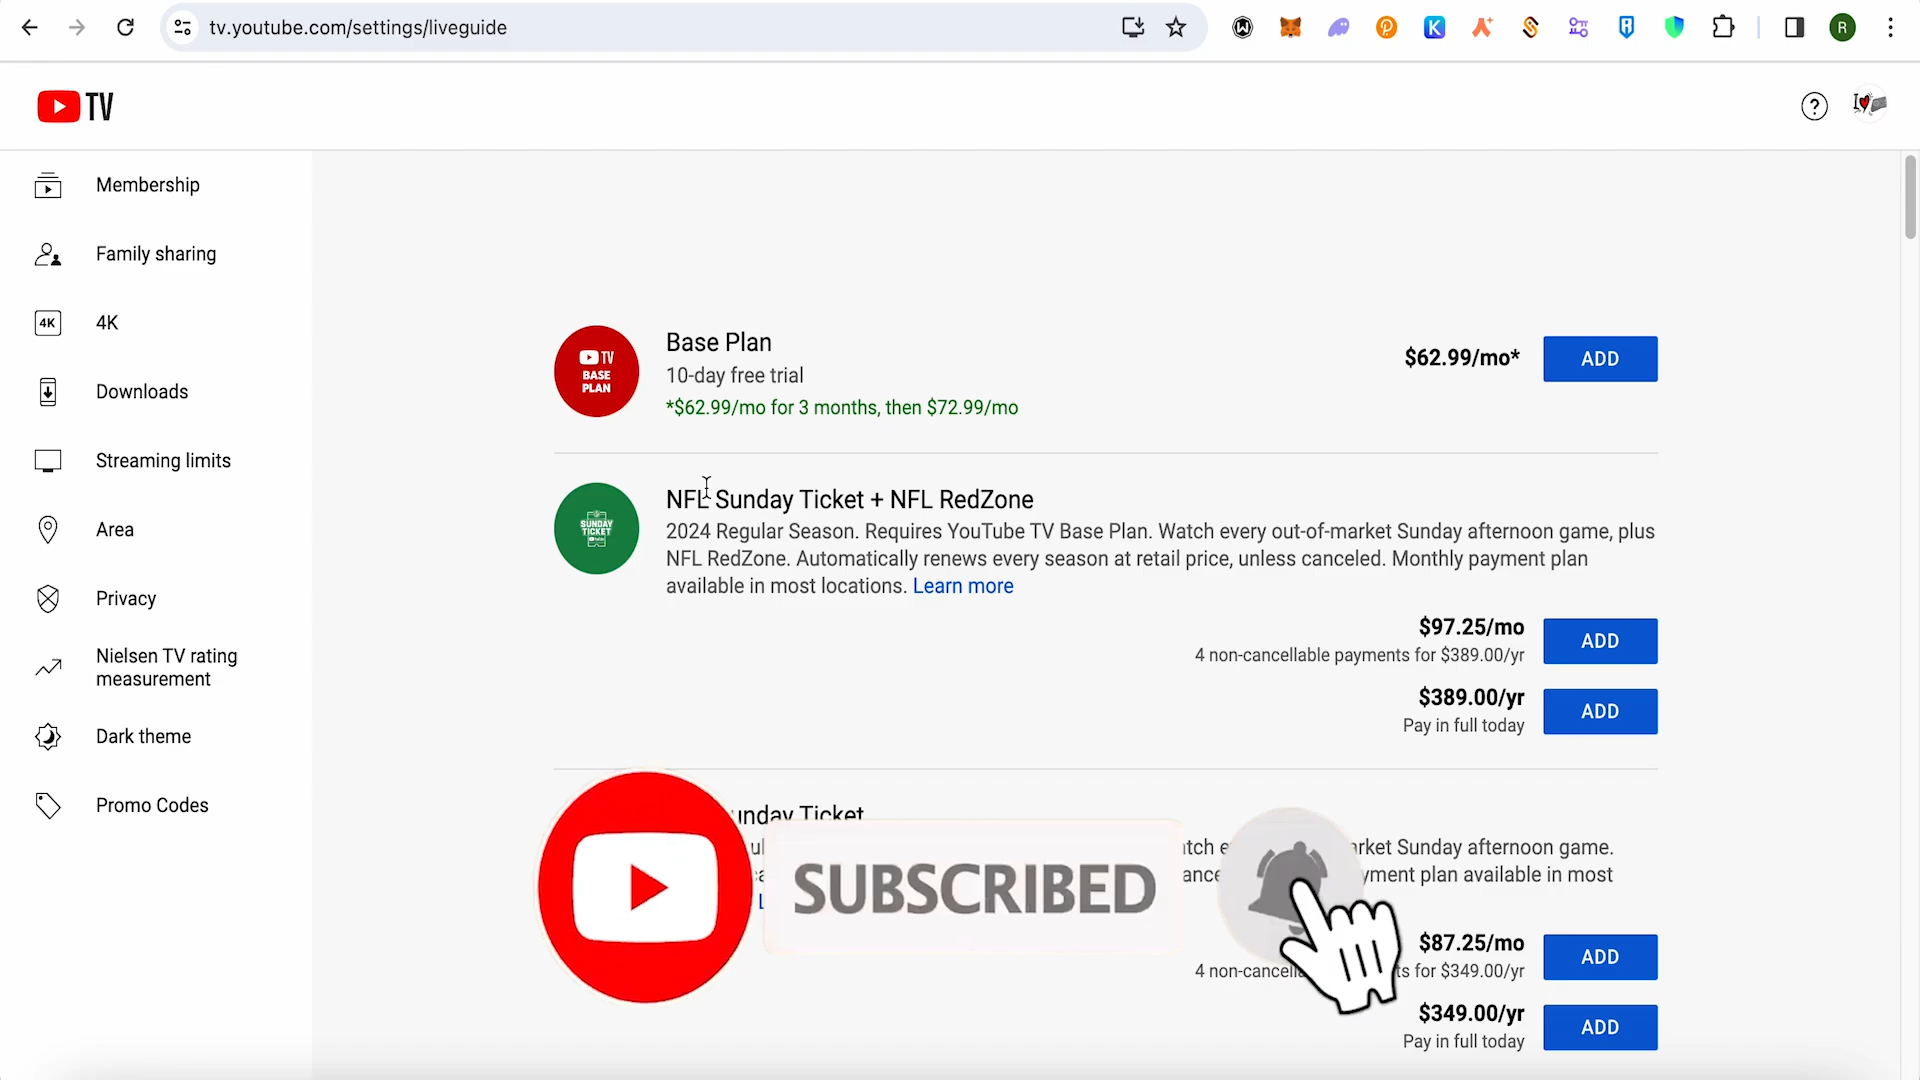 tv.youtube.com/settings/liveguide
R
TV
?
I
Membership
Family sharing
4K
4K
Downloads
Streaming limits
Area
Privacy
Nielsen TV rating
measurement
Dark theme
Promo Codes
TV
BASE
PLAN
Base Plan
10-day free trial
*$62.99/mo for 3 months, then $72.99/mo
$62.99/mo*
ADD
SUNDAY
TICKET
NFL Sunday Ticket + NFL RedZone
2024 Regular Season. Requires YouTube TV Base Plan. Watch every out-of-market Sunday afternoon game, plus
NFL RedZone. Automatically renews every season at retail price, unless canceled. Monthly payment plan
available in most locations. Learn more
$97.25/mo
4 non-cancellable payments for $389.00/yr
ADD
$389.00/yr
Pay in full today
ADD
Ticket
Sunday afternoon game.
plan available in most
SUBSCRIBED
$87.25/mo
4 for $349.00/yr
ADD
$349.00/yr
Pay in full today
ADD